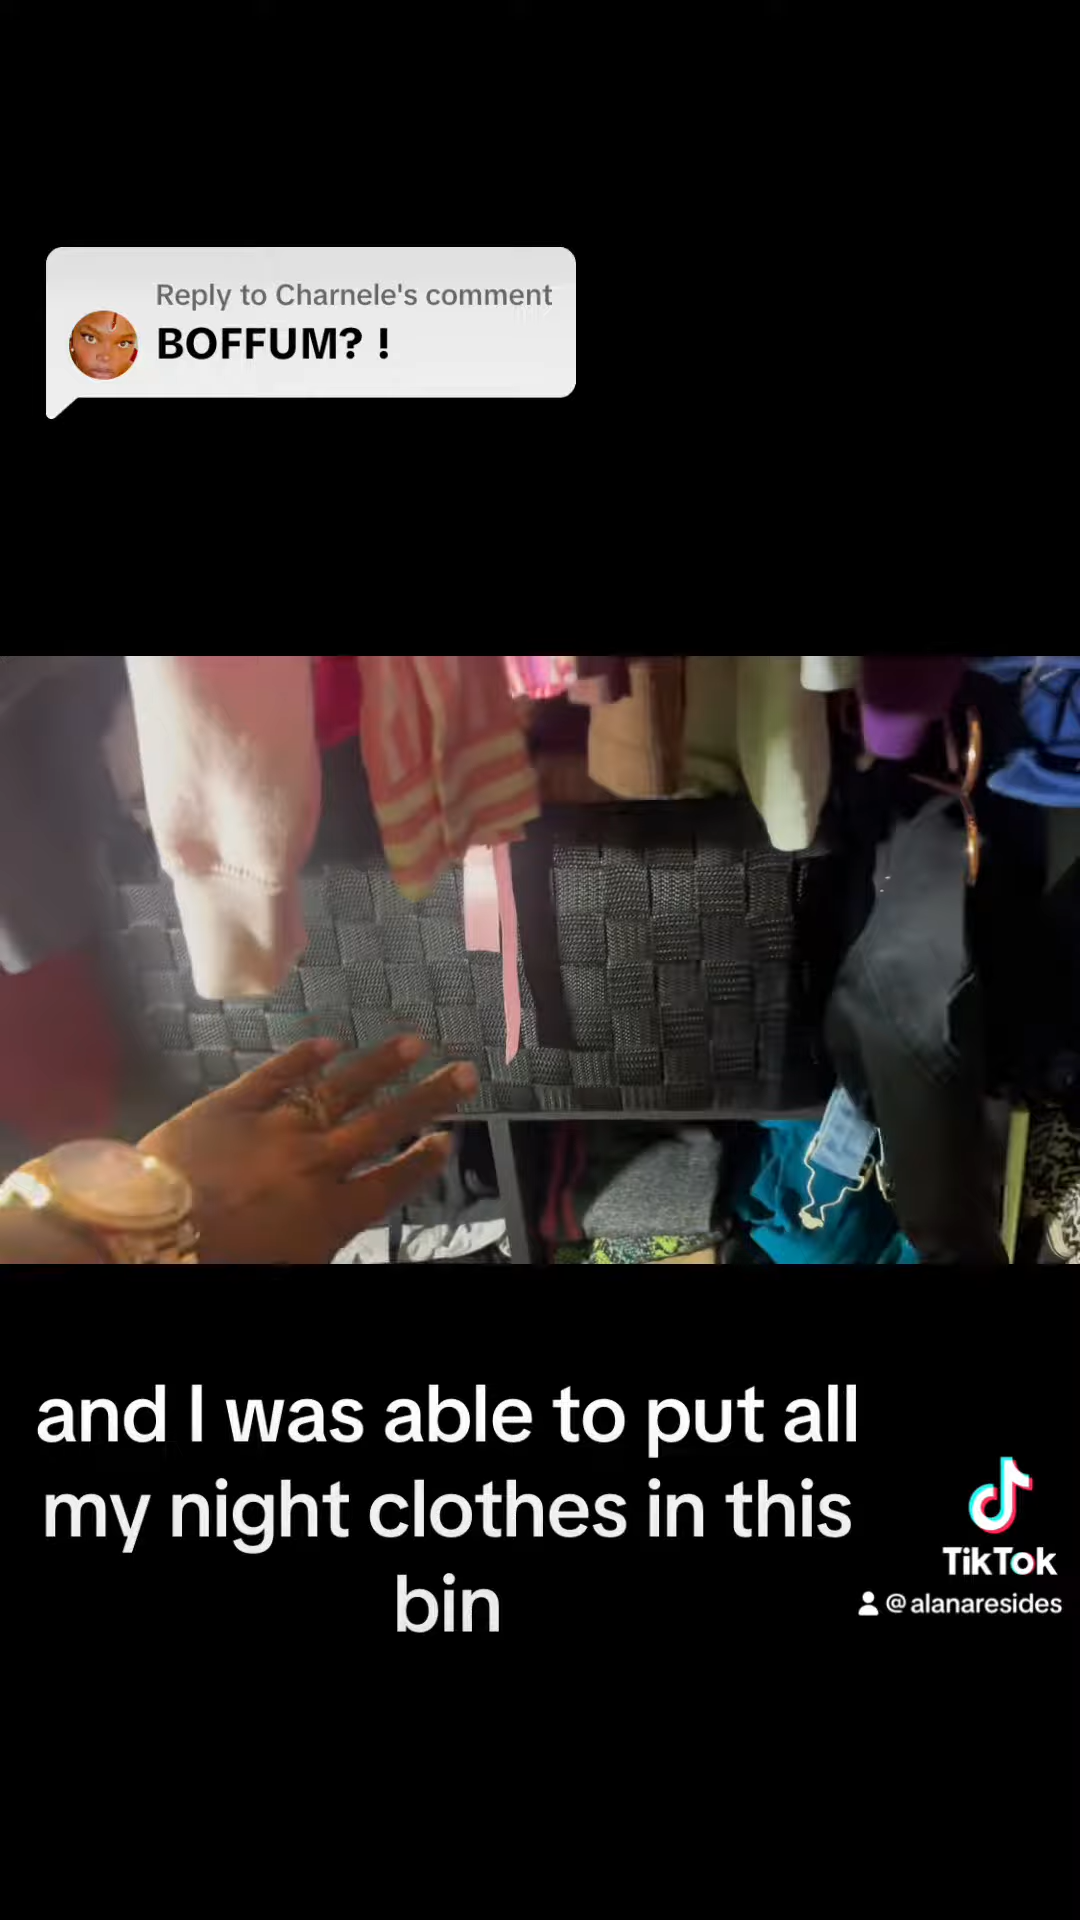 Reply to Charnele's comment
BOFFUM? !
and I was able to put all
my night clothes in this
bin
TikTok
@alanaresides